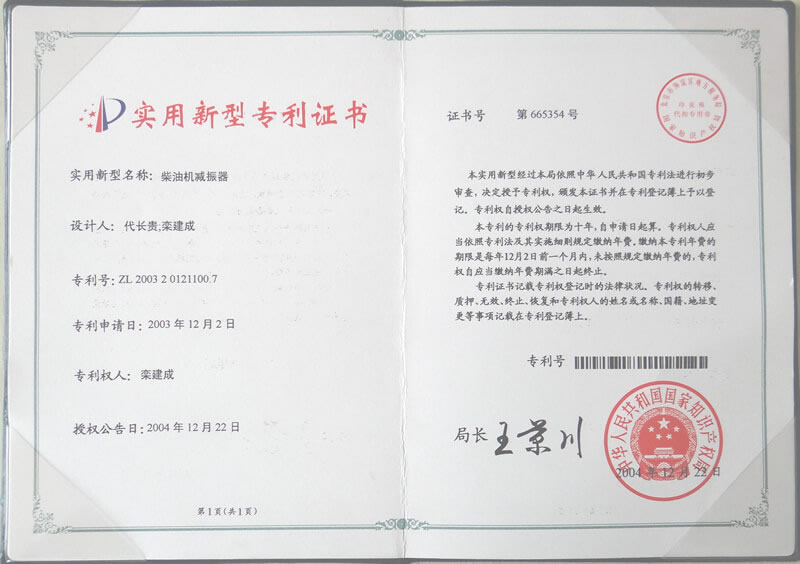 实用新型专利证书
实用新型名称：柴油机减振器
设计人：代长贵;栾建成
专利号：ZL 2003 2 0121100.7
专利申请日：2003 年 12 月 2 日
专利权人：栾建成
授权公告日：2004 年 12 月 22 日
第 1 页 (共 1 页)
证书号 第 665354 号
本实用新型经过本局依照中华人民共和国专利法进行初步
审查，决定授予专利权，颁发本证书并在专利登记簿上予以登
记。专利权自授权公告之日起生效。
本专利的专利权期限为十年，自申请日起算。专利权人应
当依照专利法及其实施细则规定缴纳年费。缴纳本专利年费的
期限是每年12月2日前一个月内，未按照规定缴纳年费的，专利
权自应当缴纳年费期满之日起终止。
专利证书记载专利权登记时的法律状况。专利权的转移、
质押、无效、终止、恢复和专利权人的姓名或名称、国籍、地址变
更等事项记载在专利登记簿上。
专利号
局长 王景川
中华人民共和国国家知识产权局
2004 年 12 月 22 日